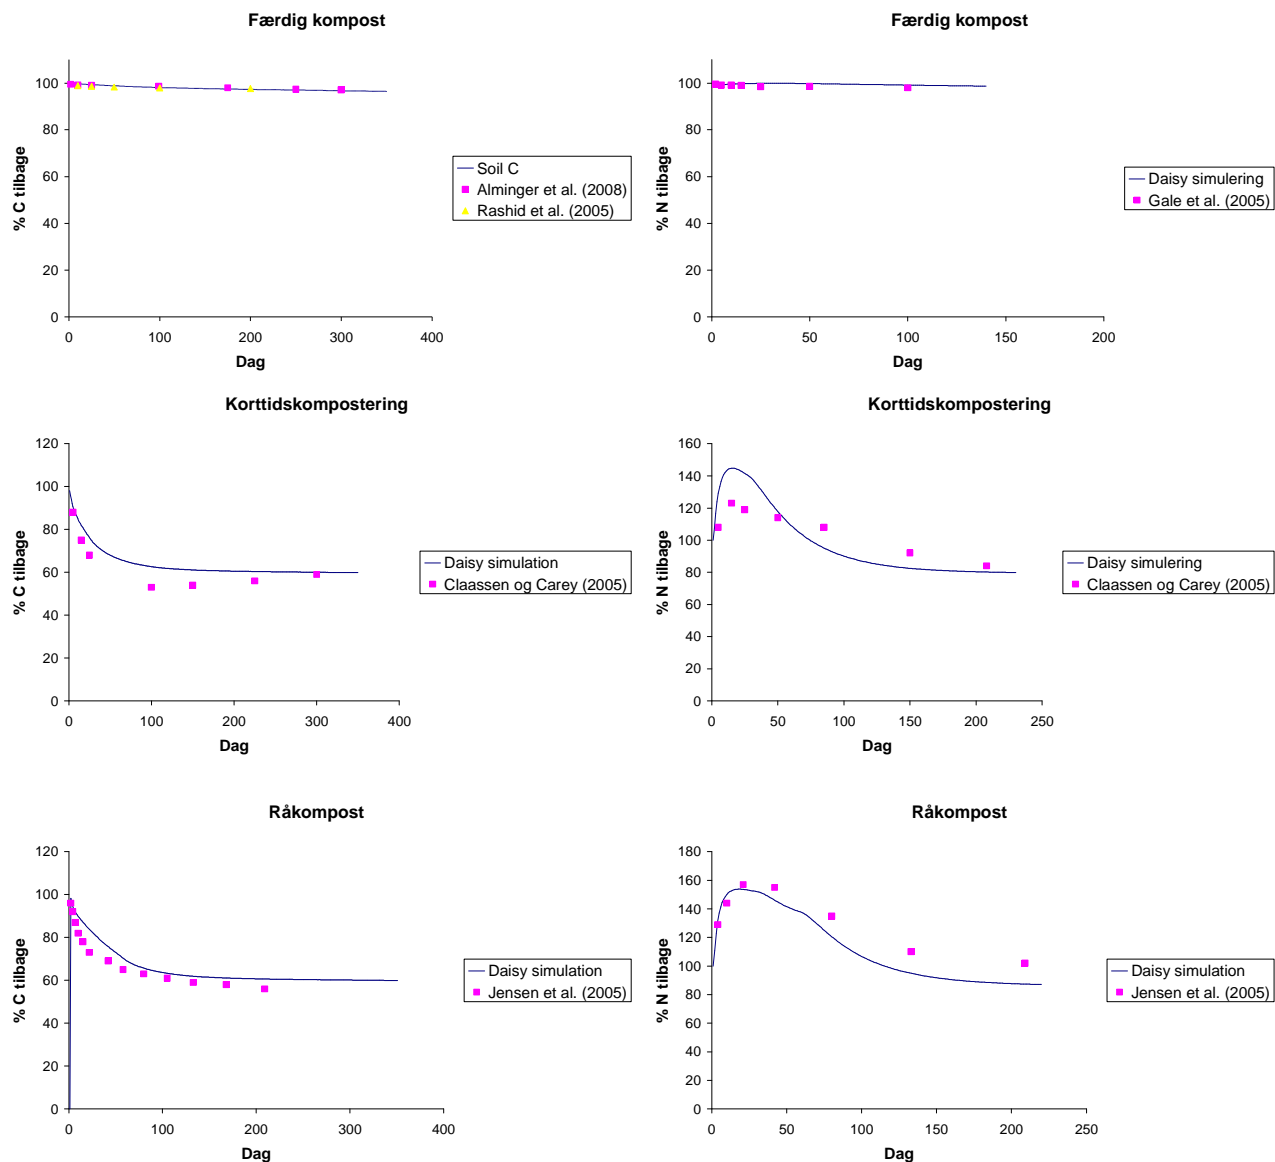 Færdig kompost
% C tilbage
100
80
60
40
20
0
0 100 200 300 400
Dag
Soil C
Alminger et al. (2008)
Rashid et al. (2005)
Færdig kompost
% N tilbage
100
80
60
40
20
0
0 50 100 150 200
Dag
Daisy simulering
Gale et al. (2005)
Korttidskompostering
% C tilbage
120
100
80
60
40
20
0
0 100 200 300 400
Dag
Daisy simulation
Claassen og Carey (2005)
Korttidskompostering
% N tilbage
160
140
120
100
80
60
40
20
0
0 50 100 150 200 250
Dag
Daisy simulering
Claassen og Carey (2005)
Råkompost
% C tilbage
120
100
80
60
40
20
0
0 100 200 300 400
Dag
Daisy simulation
Jensen et al. (2005)
Råkompost
% N tilbage
180
160
140
120
100
80
60
40
20
0
0 50 100 150 200 250
Dag
Daisy simulation
Jensen et al. (2005)